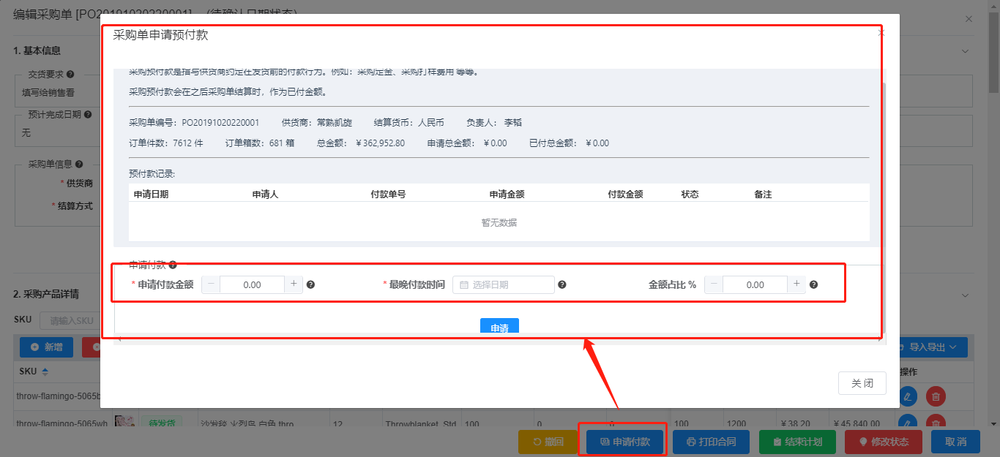 编辑采购单 [PO20191020220001] （待确认日期状态）
1. 基本信息
交货要求
填写给销售看
预计完成日期
无
采购单信息
* 供货商
* 结算方式
2. 采购产品详情
SKU 请输入SKU
新增
导入导出
SKU
操作
throw-flamingo-5065b
throw-flamingo-5065wh 待发货 沙发毯 火烈鸟 白色 thro 12 Throwblanket, Std 100 0 0 100 1200 ￥38.20 ￥45,840.00
采购单申请预付款
采购预付款是指与供货商约定在发货前的付款行为。例如：采购定金、采购打样费用 等等。
采购预付款会在之后采购单结算时，作为已付金额。
采购单编号：PO20191020220001 供货商：常熟凯旋 结算货币：人民币 负责人：李韬
订单件数：7612 件 订单箱数：681 箱 总金额：￥362,952.80 申请总金额：￥0.00 已付总金额：￥0.00
预付款记录:
申请日期 申请人 付款单号 申请金额 付款金额 状态 备注
暂无数据
申请付款
* 申请付款金额 0.00 * 最晚付款时间 选择日期 金额占比 % 0.00
申请
关 闭
撤回 申请付款 打印合同 结束计划 修改状态 取 消